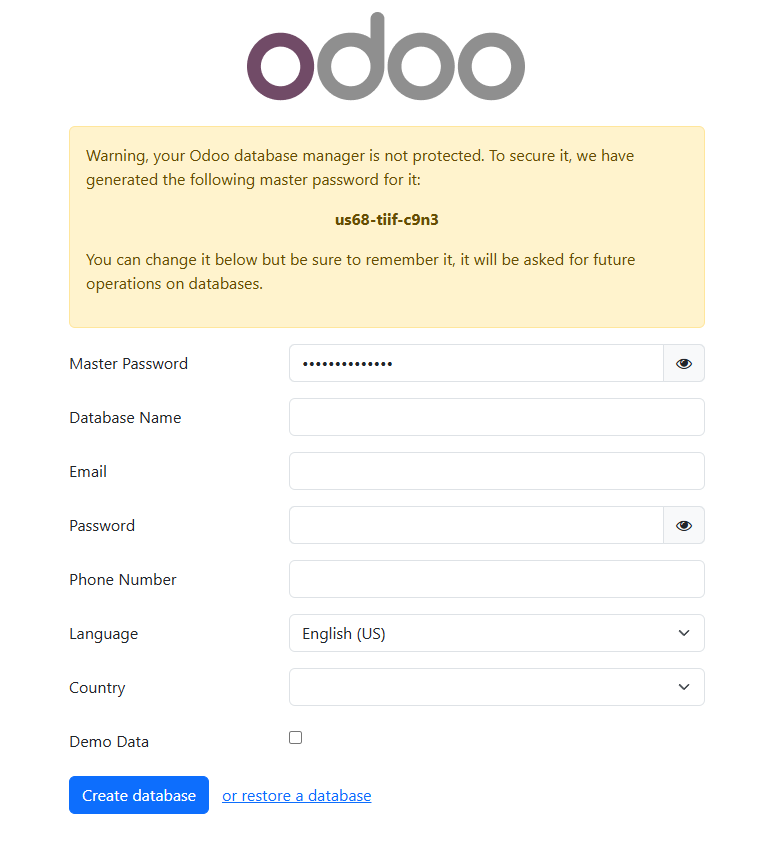 odoo
Warning, your Odoo database manager is not protected. To secure it, we have
generated the following master password for it:
us68-tiif-c9n3
You can change it below but be sure to remember it, it will be asked for future
operations on databases.
Master Password ••••••••••••••
Database Name
Email
Password
Phone Number
Language English (US)
Country
Demo Data
Create database or restore a database